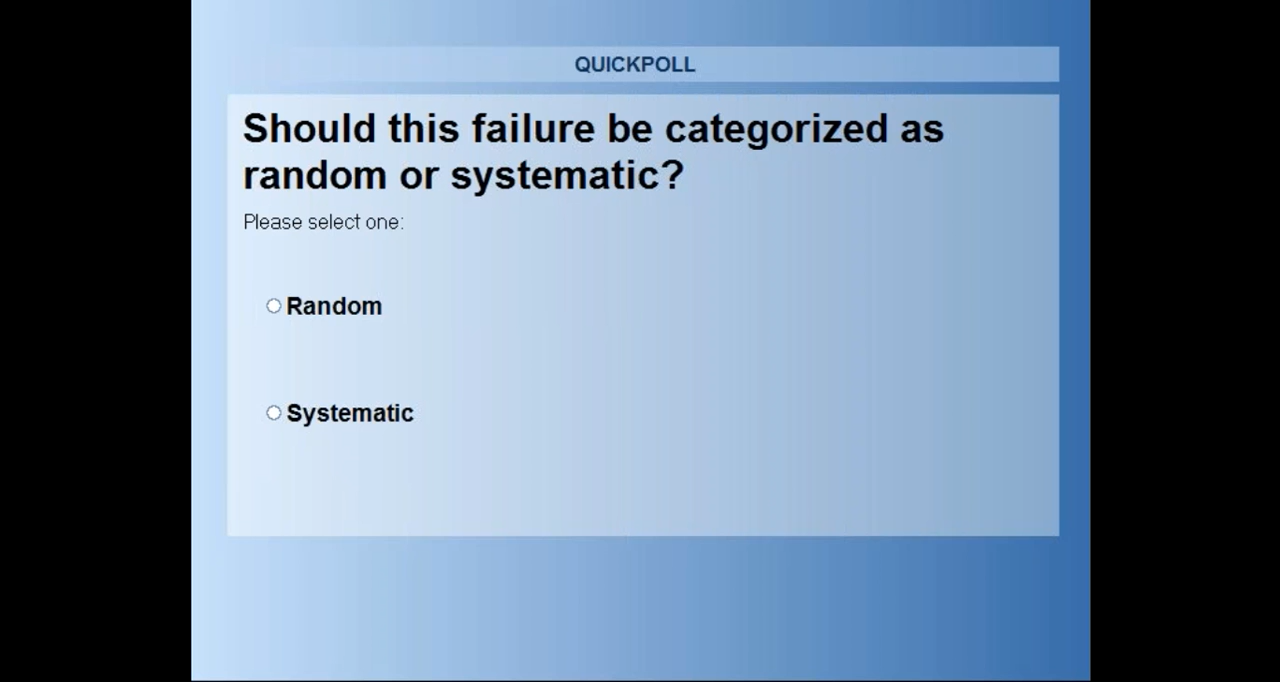 QUICKPOLL
Should this failure be categorized as
random or systematic?
Please select one:
Random
Systematic